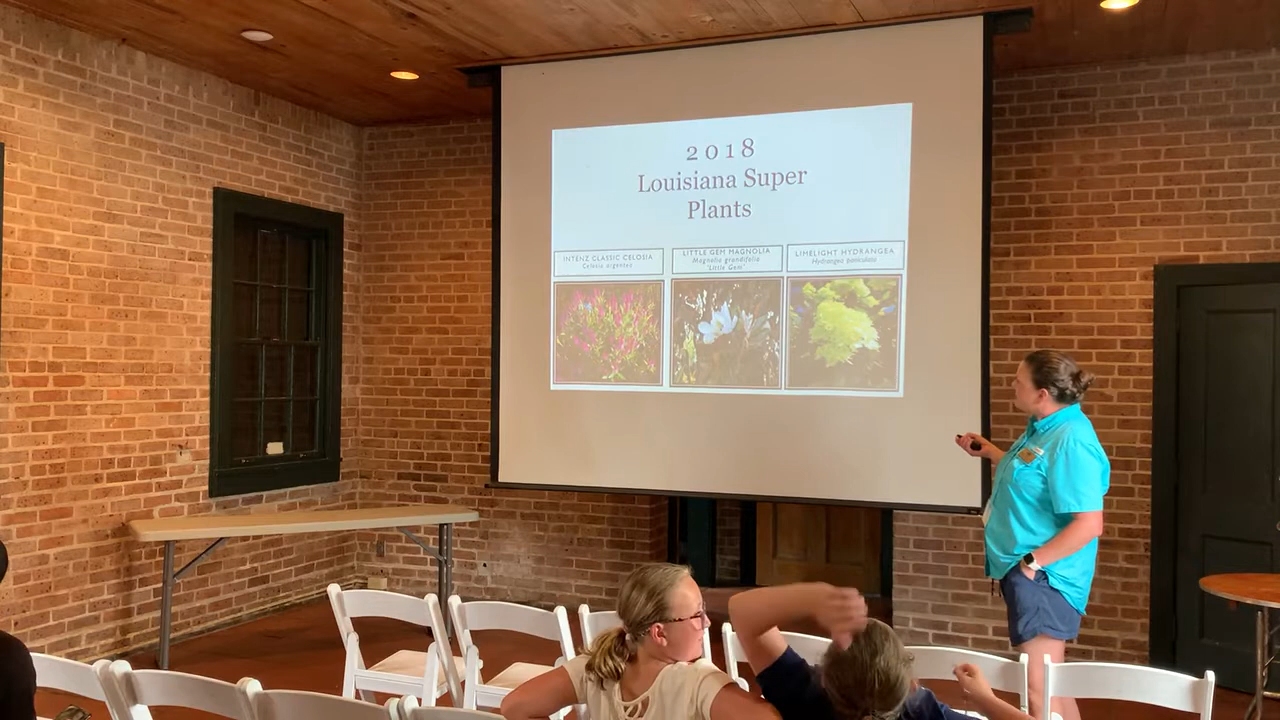 2018
Louisiana Super
Plants
INTENZ CLASSIC CELOSIA
Celosia argentea
LITTLE GEM MAGNOLIA
Magnolia grandifolia
'Little Gem'
LIMELIGHT HYDRANGEA
Hydrangea paniculata